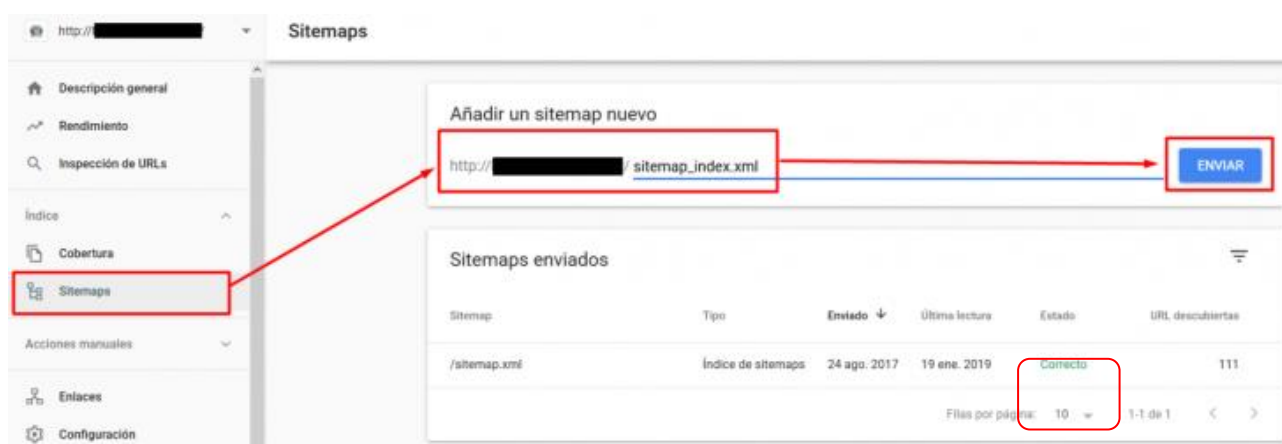 http://
Sitemaps
Descripción general
Rendimiento
Inspección de URLs
Índice
Cobertura
Sitemaps
Acciones manuales
Enlaces
Configuración
Añadir un sitemap nuevo
http:// / sitemap_index.xml
ENVIAR
Sitemaps enviados
Sitemap Tipo Enviado Última lectura Estado URL descubiertas
/sitemap.xml Índice de sitemaps 24 ago. 2017 19 ene. 2019 Correcto 111
Filas por página: 10 1-1 de 1